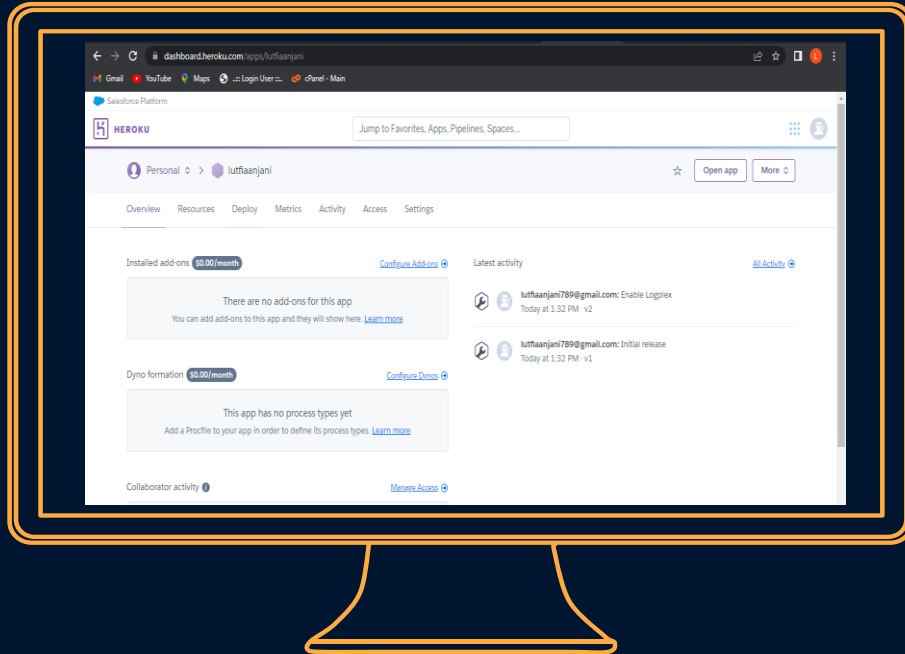 dashboard.heroku.com/apps/lutfiaanjani
L
Gmail YouTube Maps ..:: Login User ::.. cPanel - Main
Salesforce Platform
HEROKU Jump to Favorites, Apps, Pipelines, Spaces...
Personal > lutfiaanjani Open app More
Overview Resources Deploy Metrics Activity Access Settings
Installed add-ons $0.00/month Configure Add-ons
There are no add-ons for this app
You can add add-ons to this app and they will show here. Learn more
Dyno formation $0.00/month Configure Dynos
This app has no process types yet
Add a Procfile to your app in order to define its process types. Learn more
Collaborator activity Manage Access
Latest activity All Activity
lutfiaanjani789@gmail.com: Enable Logplex
Today at 1:32 PM · v2
lutfiaanjani789@gmail.com: Initial release
Today at 1:32 PM · v1